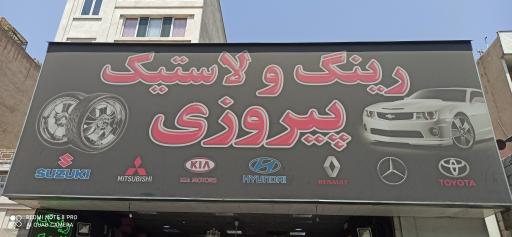 رینگ و لاستیک
پیروزی
SUZUKI
MITSUBISHI
KIA
KIA MOTORS
HYUNDAI
RENAULT
TOYOTA
REDMI NOTE 8 PRO
AI QUAD CAMERA